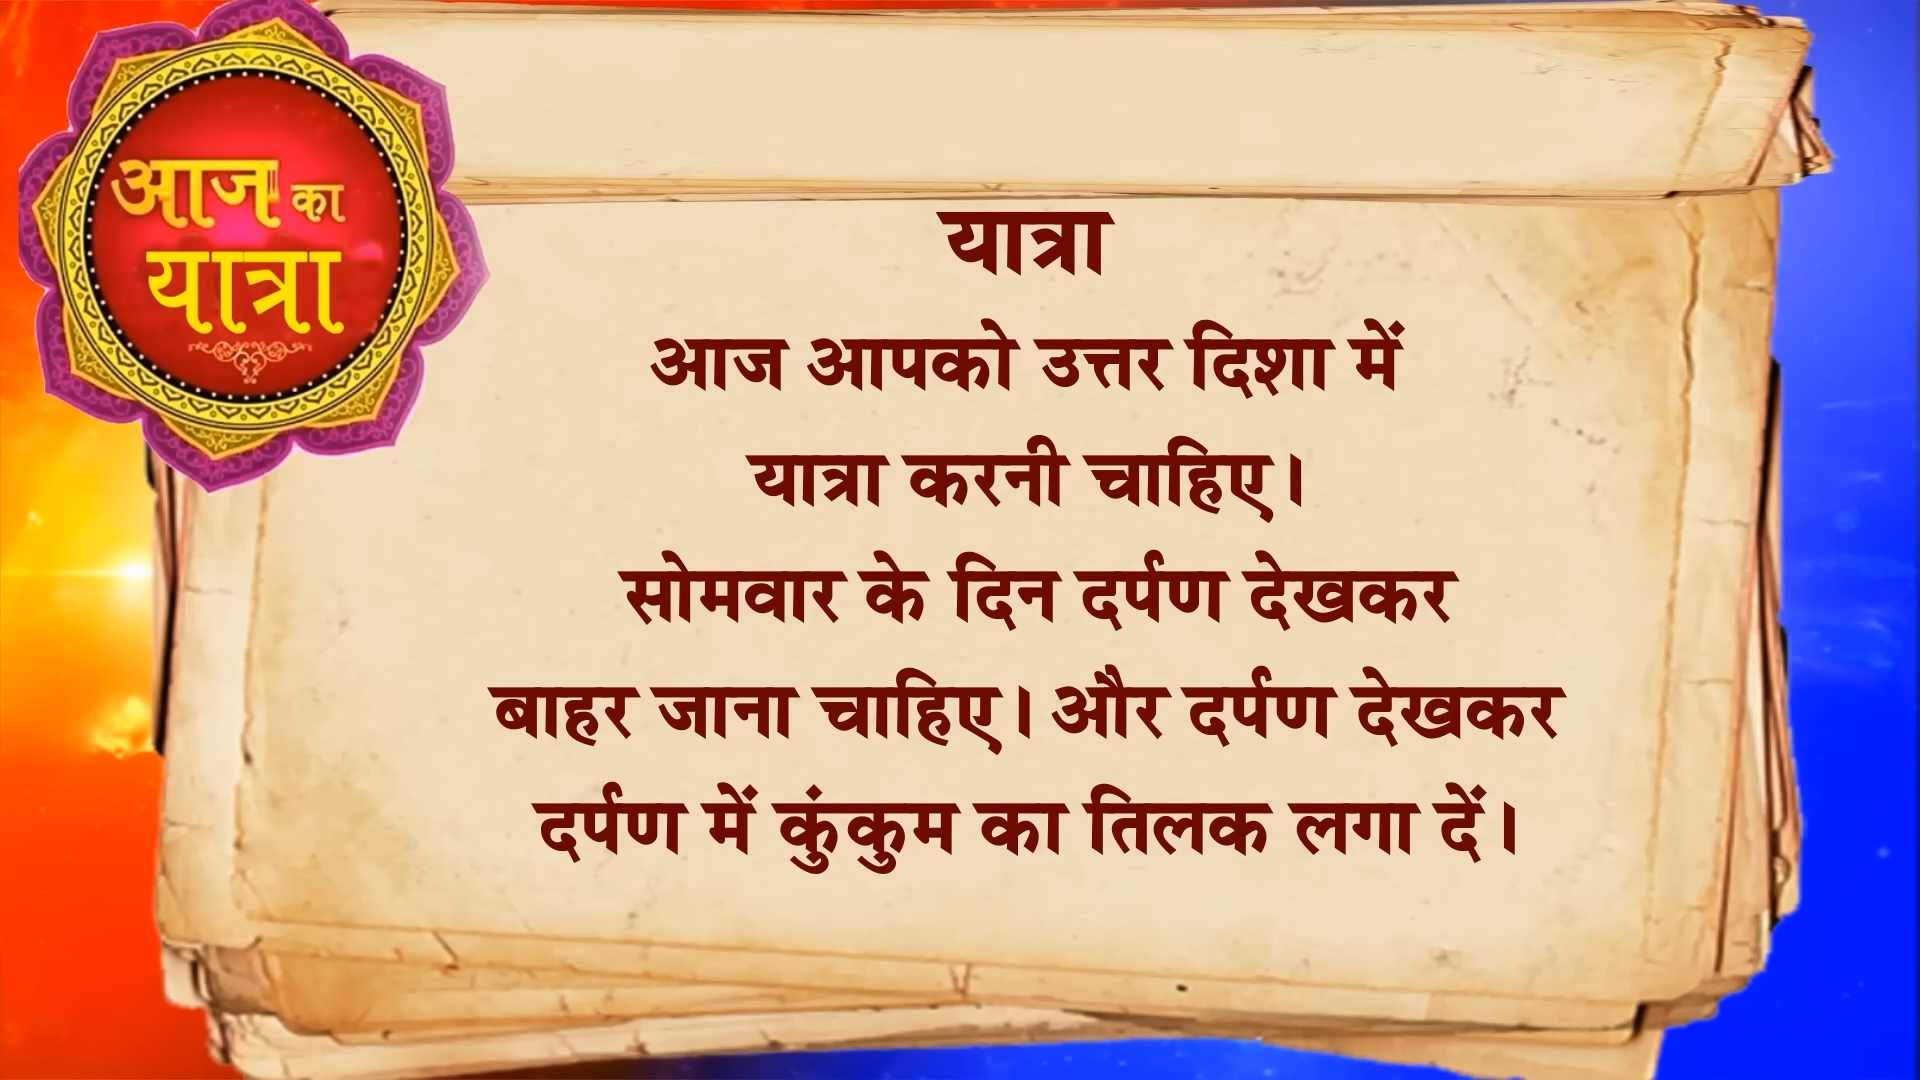 आज का
यात्रा
यात्रा
आज आपको उत्तर दिशा में
यात्रा करनी चाहिए।
सोमवार के दिन दर्पण देखकर
बाहर जाना चाहिए। और दर्पण देखकर
दर्पण में कुंकुम का तिलक लगा दें।